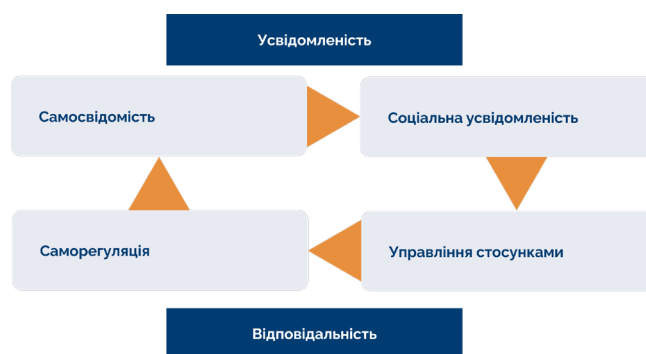 Усвідомленість
Самосвідомість
Соціальна усвідомленість
Саморегуляція
Управління стосунками
Відповідальність